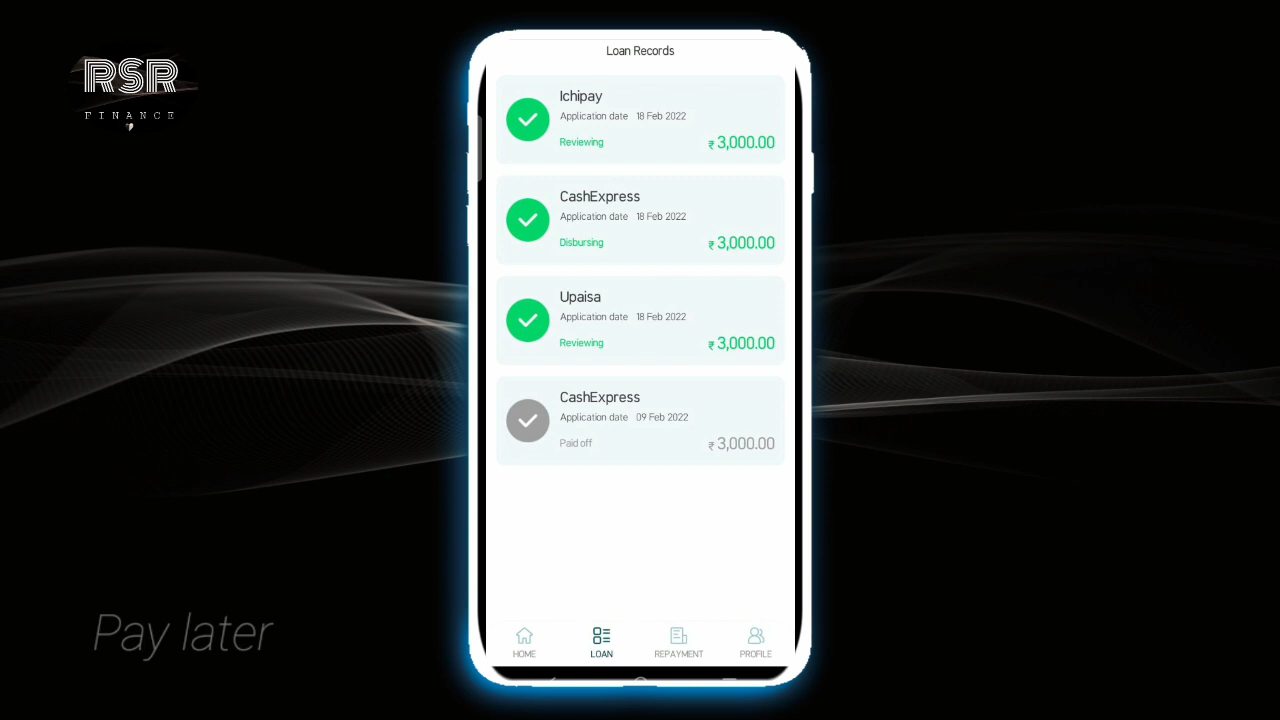 RSR
FINANCE
Loan Records
Ichipay
Application date 18 Feb 2022
Reviewing ₹ 3,000.00
CashExpress
Application date 18 Feb 2022
Disbursing ₹ 3,000.00
Upaisa
Application date 18 Feb 2022
Reviewing ₹ 3,000.00
CashExpress
Application date 09 Feb 2022
Paid off ₹ 3,000.00
HOME LOAN REPAYMENT PROFILE
Pay later